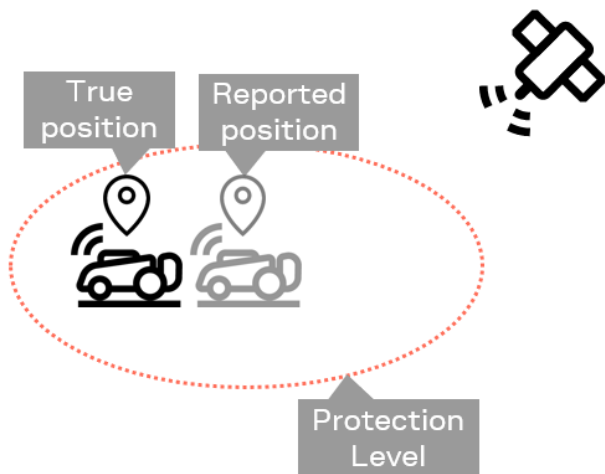 True
position
Reported
position
Protection
Level